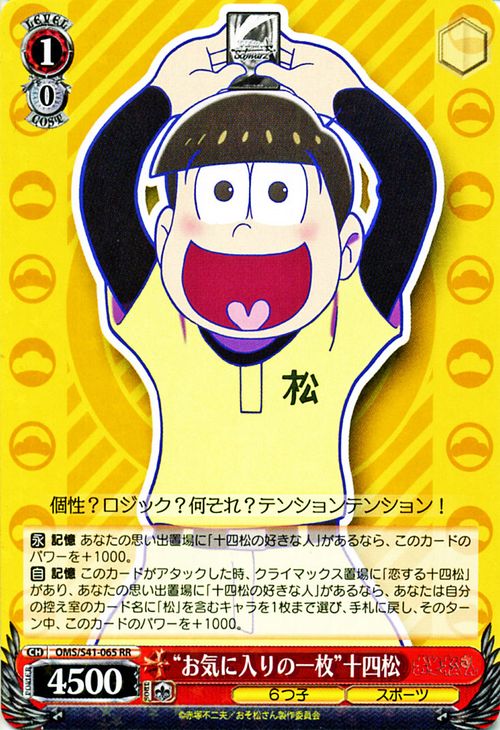 LEVEL
1
0
COST
Schwarz
松
個性？ロジック？何それ？テンションテンション！
永 記憶 あなたの思い出置場に「十四松の好きな人」があるなら、このカードの
パワーを＋1000。
自 記憶 このカードがアタックした時、クライマックス置場に「恋する十四松」
があり、あなたの思い出置場に「十四松の好きな人」があるなら、あなたは自分
の控え室のカード名に「松」を含むキャラを1枚まで選び、手札に戻し、そのター
ン中、このカードのパワーを＋1000。
CH OMS/S41-065 RR
POWER
4500
SOUL
“お気に入りの一枚”十四松
6つ子 スポーツ
©赤塚不二夫／おそ松さん製作委員会